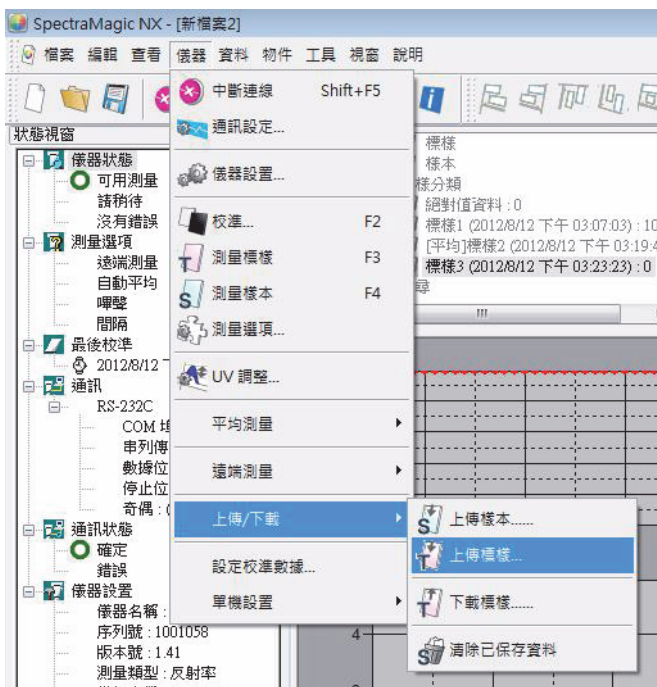 SpectraMagic NX - [新檔案2]
檔案 編輯 查看 儀器 資料 物件 工具 視窗 說明
狀態視窗
儀器狀態
可用測量
請稍待
沒有錯誤
測量選項
遠端測量
自動平均
嗶聲
間隔
最後校準
2012/8/12
通訊
RS-232C
COM
串列傳
數據位
停止位
奇偶 :
通訊狀態
確定
錯誤
儀器設置
儀器名稱 :
序列號 : 1001058
版本號 : 1.41
測量類型 : 反射率
中斷連線 Shift+F5
通訊設定...
儀器設置...
校準... F2
測量標樣 F3
測量樣本 F4
測量選項...
UV 調整...
平均測量
遠端測量
上傳/下載
設定校準數據...
單機設置
上傳樣本......
上傳標樣...
下載標樣......
清除已保存資料
標樣
樣本
樣分類
絕對值資料 : 0
標樣1 (2012/8/12 下午 03:07:03) : 10
[平均]標樣2 (2012/8/12 下午 03:19:4
標樣3 (2012/8/12 下午 03:23:23) : 0
尋
4